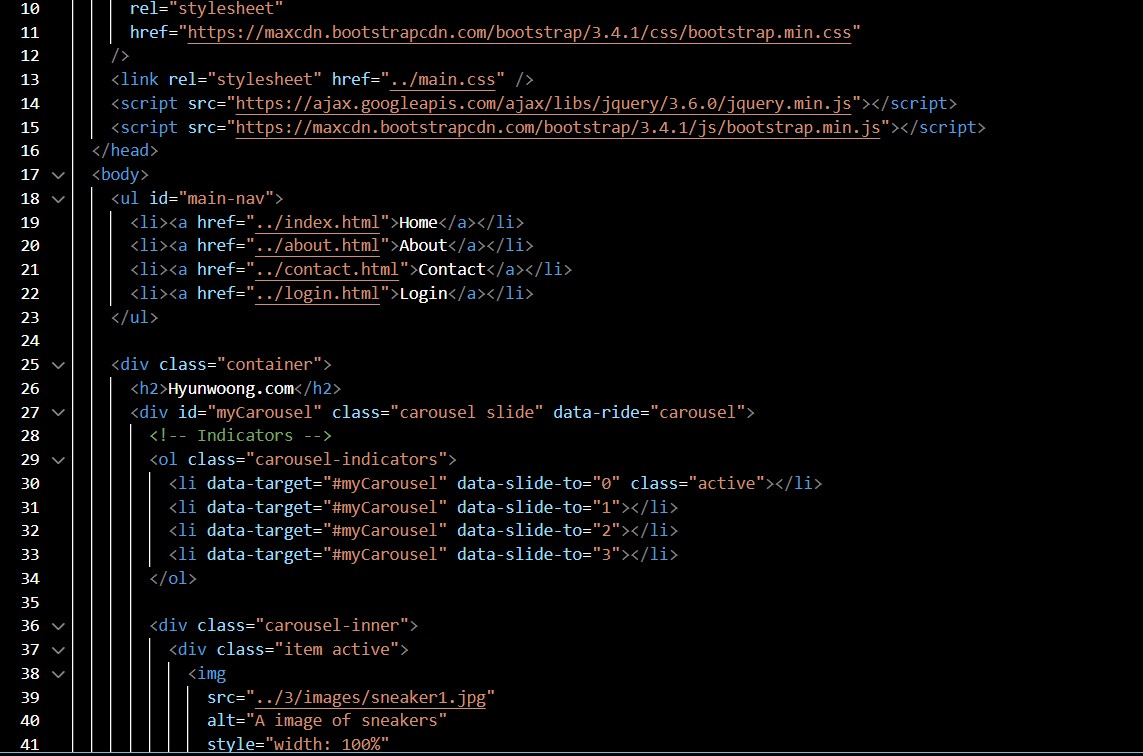 10 rel="stylesheet"
11 href="https://maxcdn.bootstrapcdn.com/bootstrap/3.4.1/css/bootstrap.min.css"
12 />
13 <link rel="stylesheet" href="../main.css" />
14 <script src="https://ajax.googleapis.com/ajax/libs/jquery/3.6.0/jquery.min.js"></script>
15 <script src="https://maxcdn.bootstrapcdn.com/bootstrap/3.4.1/js/bootstrap.min.js"></script>
16 </head>
17 <body>
18 <ul id="main-nav">
19 <li><a href="../index.html">Home</a></li>
20 <li><a href="../about.html">About</a></li>
21 <li><a href="../contact.html">Contact</a></li>
22 <li><a href="../login.html">Login</a></li>
23 </ul>
24
25 <div class="container">
26 <h2>Hyunwoong.com</h2>
27 <div id="myCarousel" class="carousel slide" data-ride="carousel">
28 <!-- Indicators -->
29 <ol class="carousel-indicators">
30 <li data-target="#myCarousel" data-slide-to="0" class="active"></li>
31 <li data-target="#myCarousel" data-slide-to="1"></li>
32 <li data-target="#myCarousel" data-slide-to="2"></li>
33 <li data-target="#myCarousel" data-slide-to="3"></li>
34 </ol>
35
36 <div class="carousel-inner">
37 <div class="item active">
38 <img
39 src="../3/images/sneaker1.jpg"
40 alt="A image of sneakers"
41 style="width: 100%"